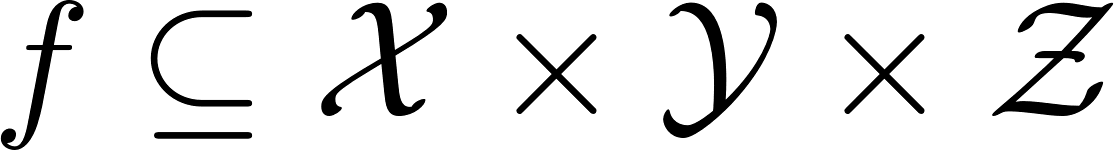 f ⊆ 𝒳 × 𝒴 × 𝒵